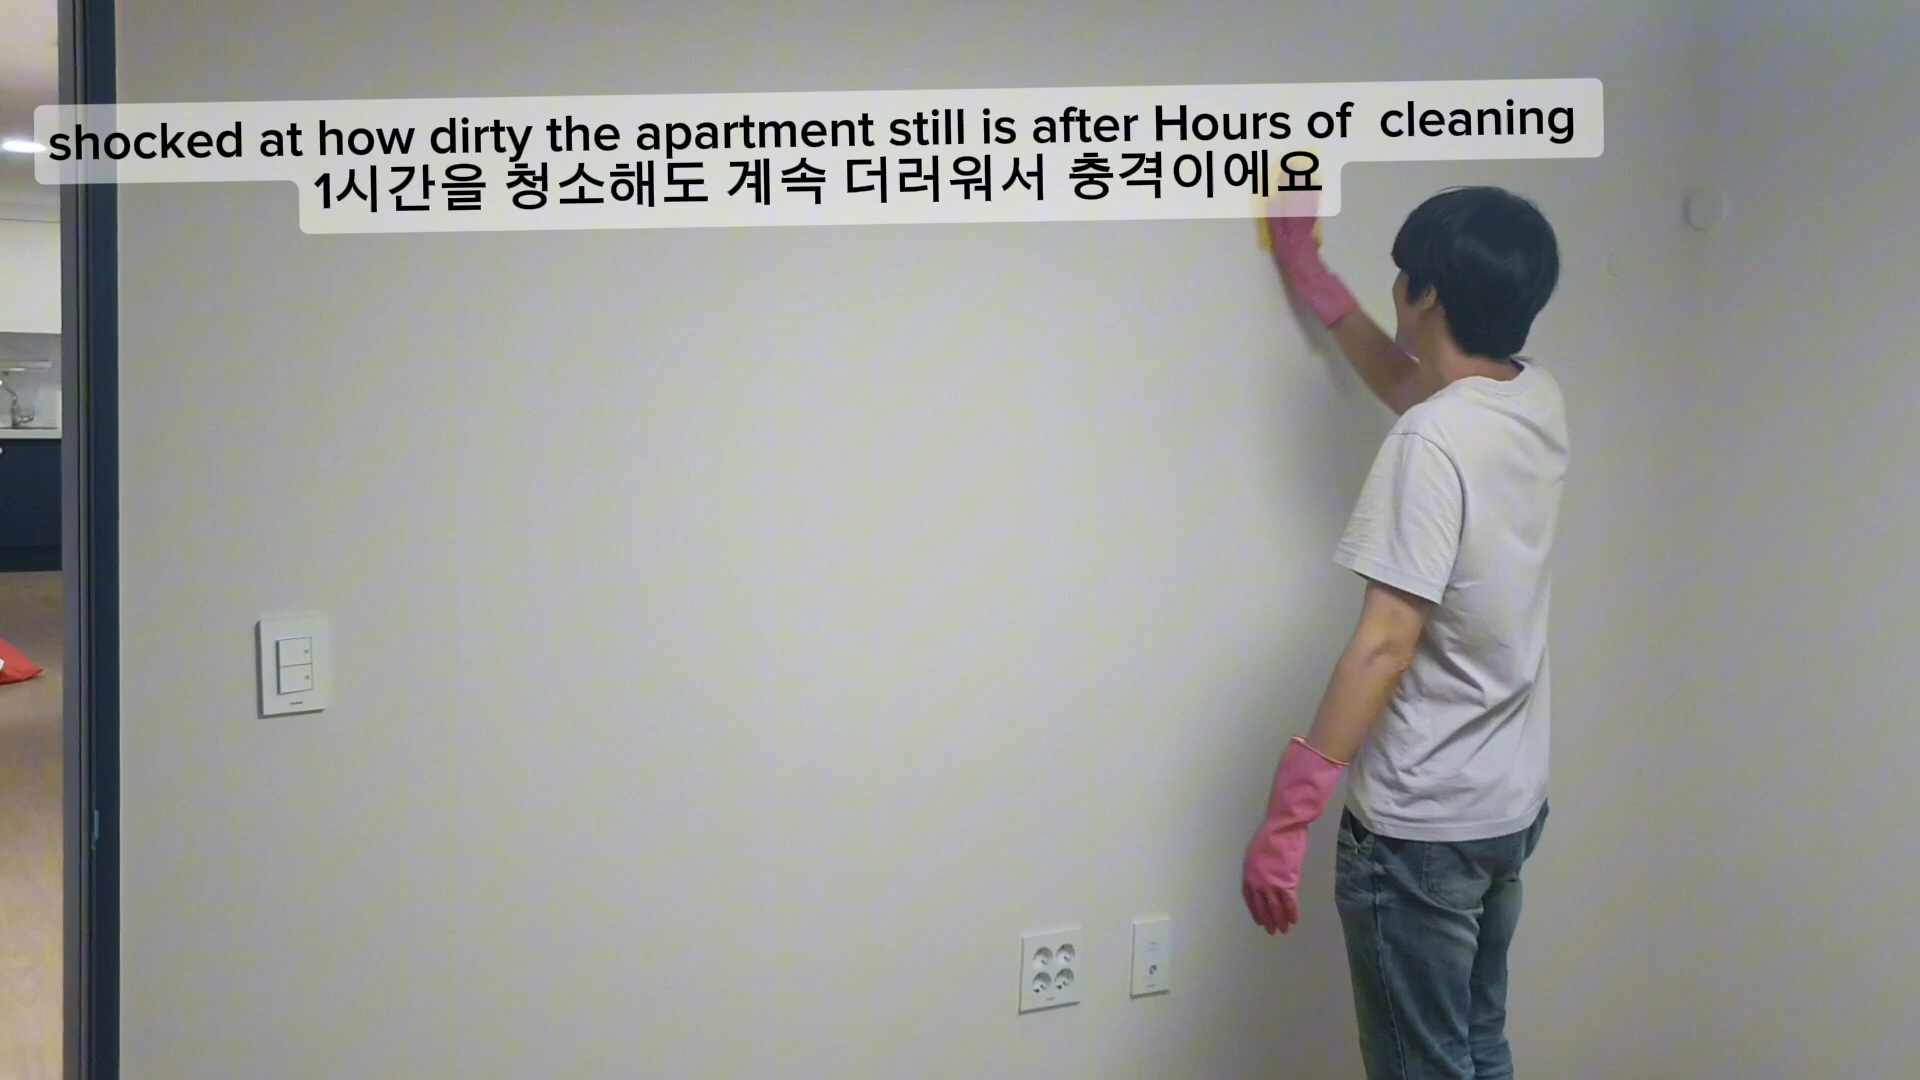 shocked at how dirty the apartment still is after Hours of cleaning
1시간을 청소해도 계속 더러워서 충격이에요